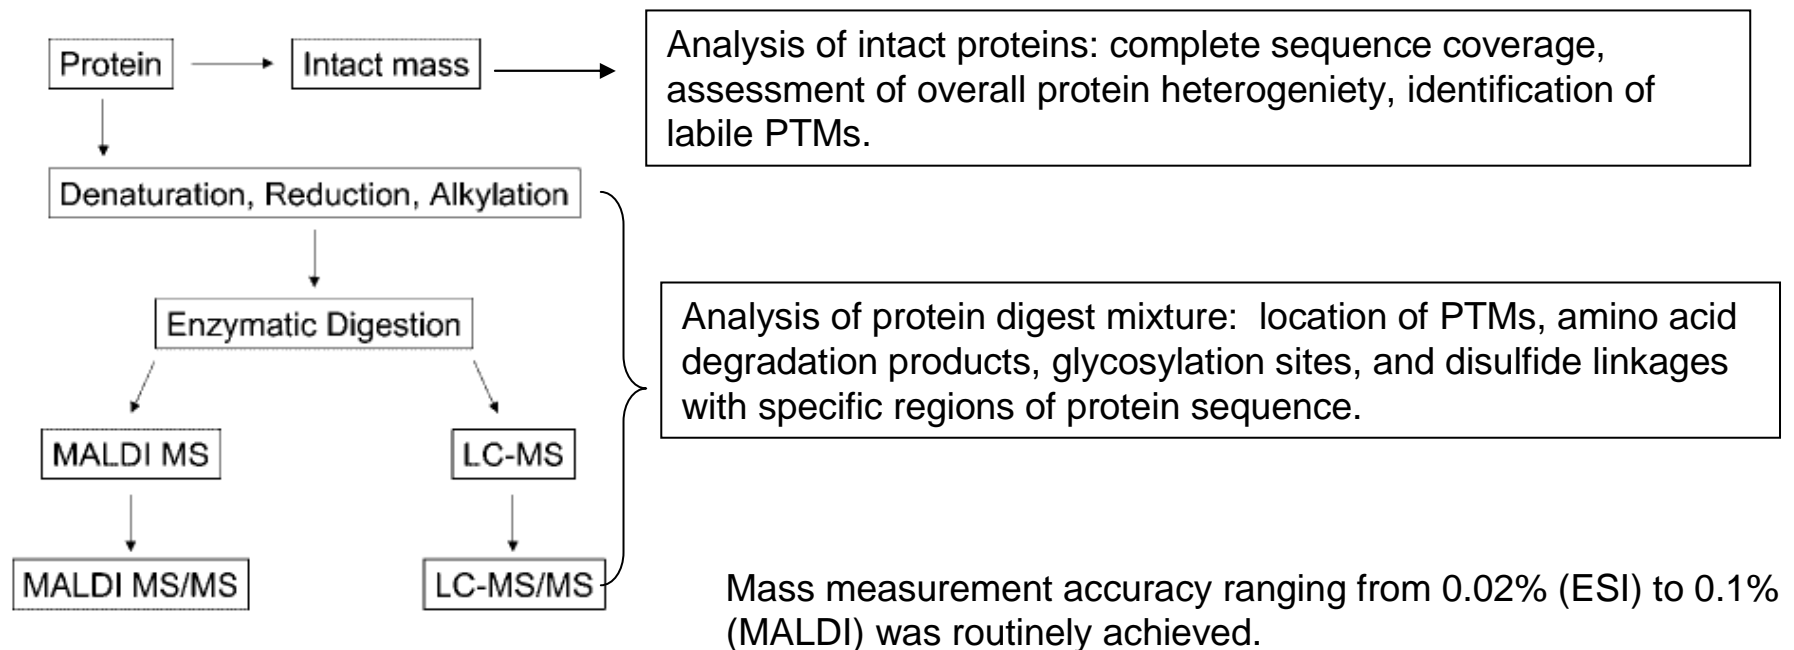 Protein
Intact mass
Analysis of intact proteins: complete sequence coverage,
assessment of overall protein heterogeniety, identification of
labile PTMs.
Denaturation, Reduction, Alkylation
Enzymatic Digestion
Analysis of protein digest mixture:  location of PTMs, amino acid
degradation products, glycosylation sites, and disulfide linkages
with specific regions of protein sequence.
MALDI MS
LC-MS
MALDI MS/MS
LC-MS/MS
Mass measurement accuracy ranging from 0.02% (ESI) to 0.1%
(MALDI) was routinely achieved.